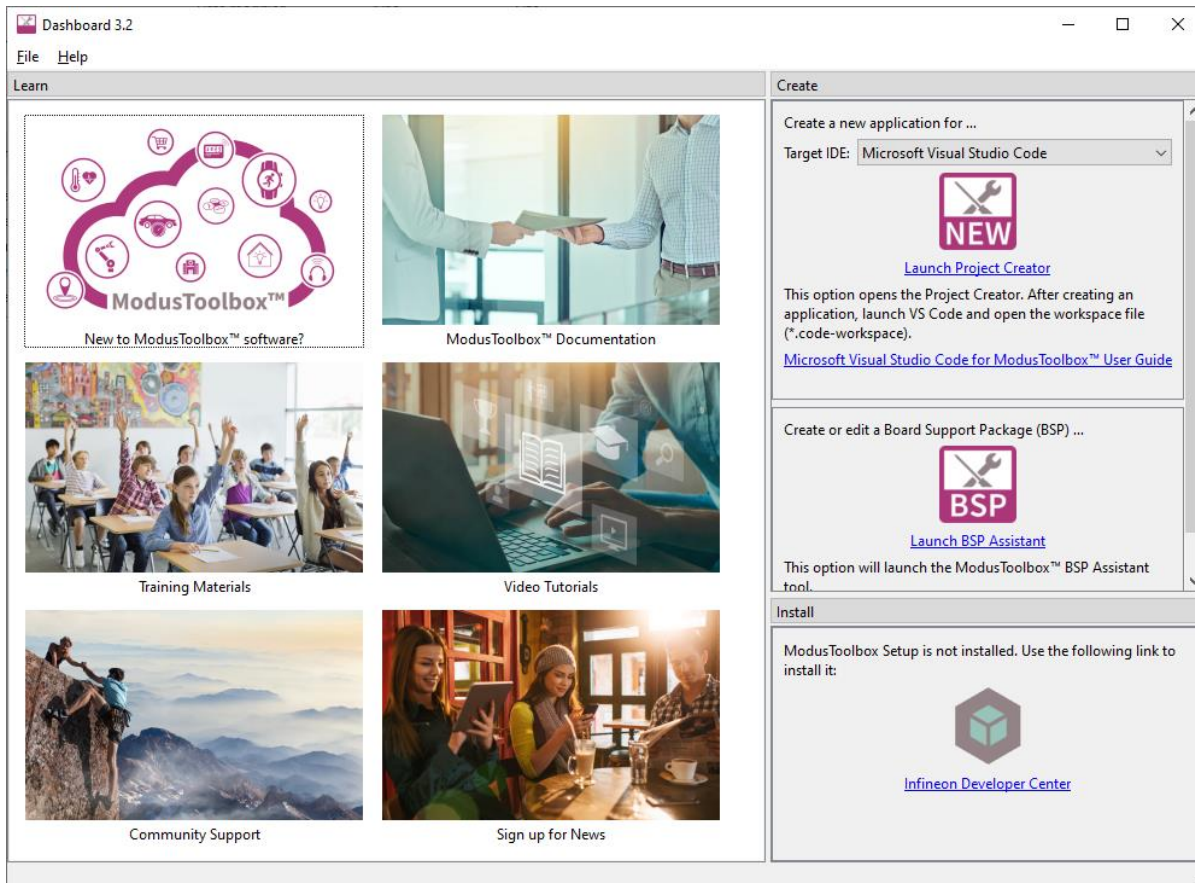 Dashboard 3.2
File Help
Learn
ModusToolbox™
New to ModusToolbox™ software?
ModusToolbox™ Documentation
Training Materials
Video Tutorials
Community Support
Sign up for News
Create
Create a new application for ...
Target IDE: Microsoft Visual Studio Code
NEW
Launch Project Creator
This option opens the Project Creator. After creating an
application, launch VS Code and open the workspace file
(*.code-workspace).
Microsoft Visual Studio Code for ModusToolbox™ User Guide
Create or edit a Board Support Package (BSP) ...
BSP
Launch BSP Assistant
This option will launch the ModusToolbox™ BSP Assistant
tool.
Install
ModusToolbox Setup is not installed. Use the following link to
install it:
Infineon Developer Center